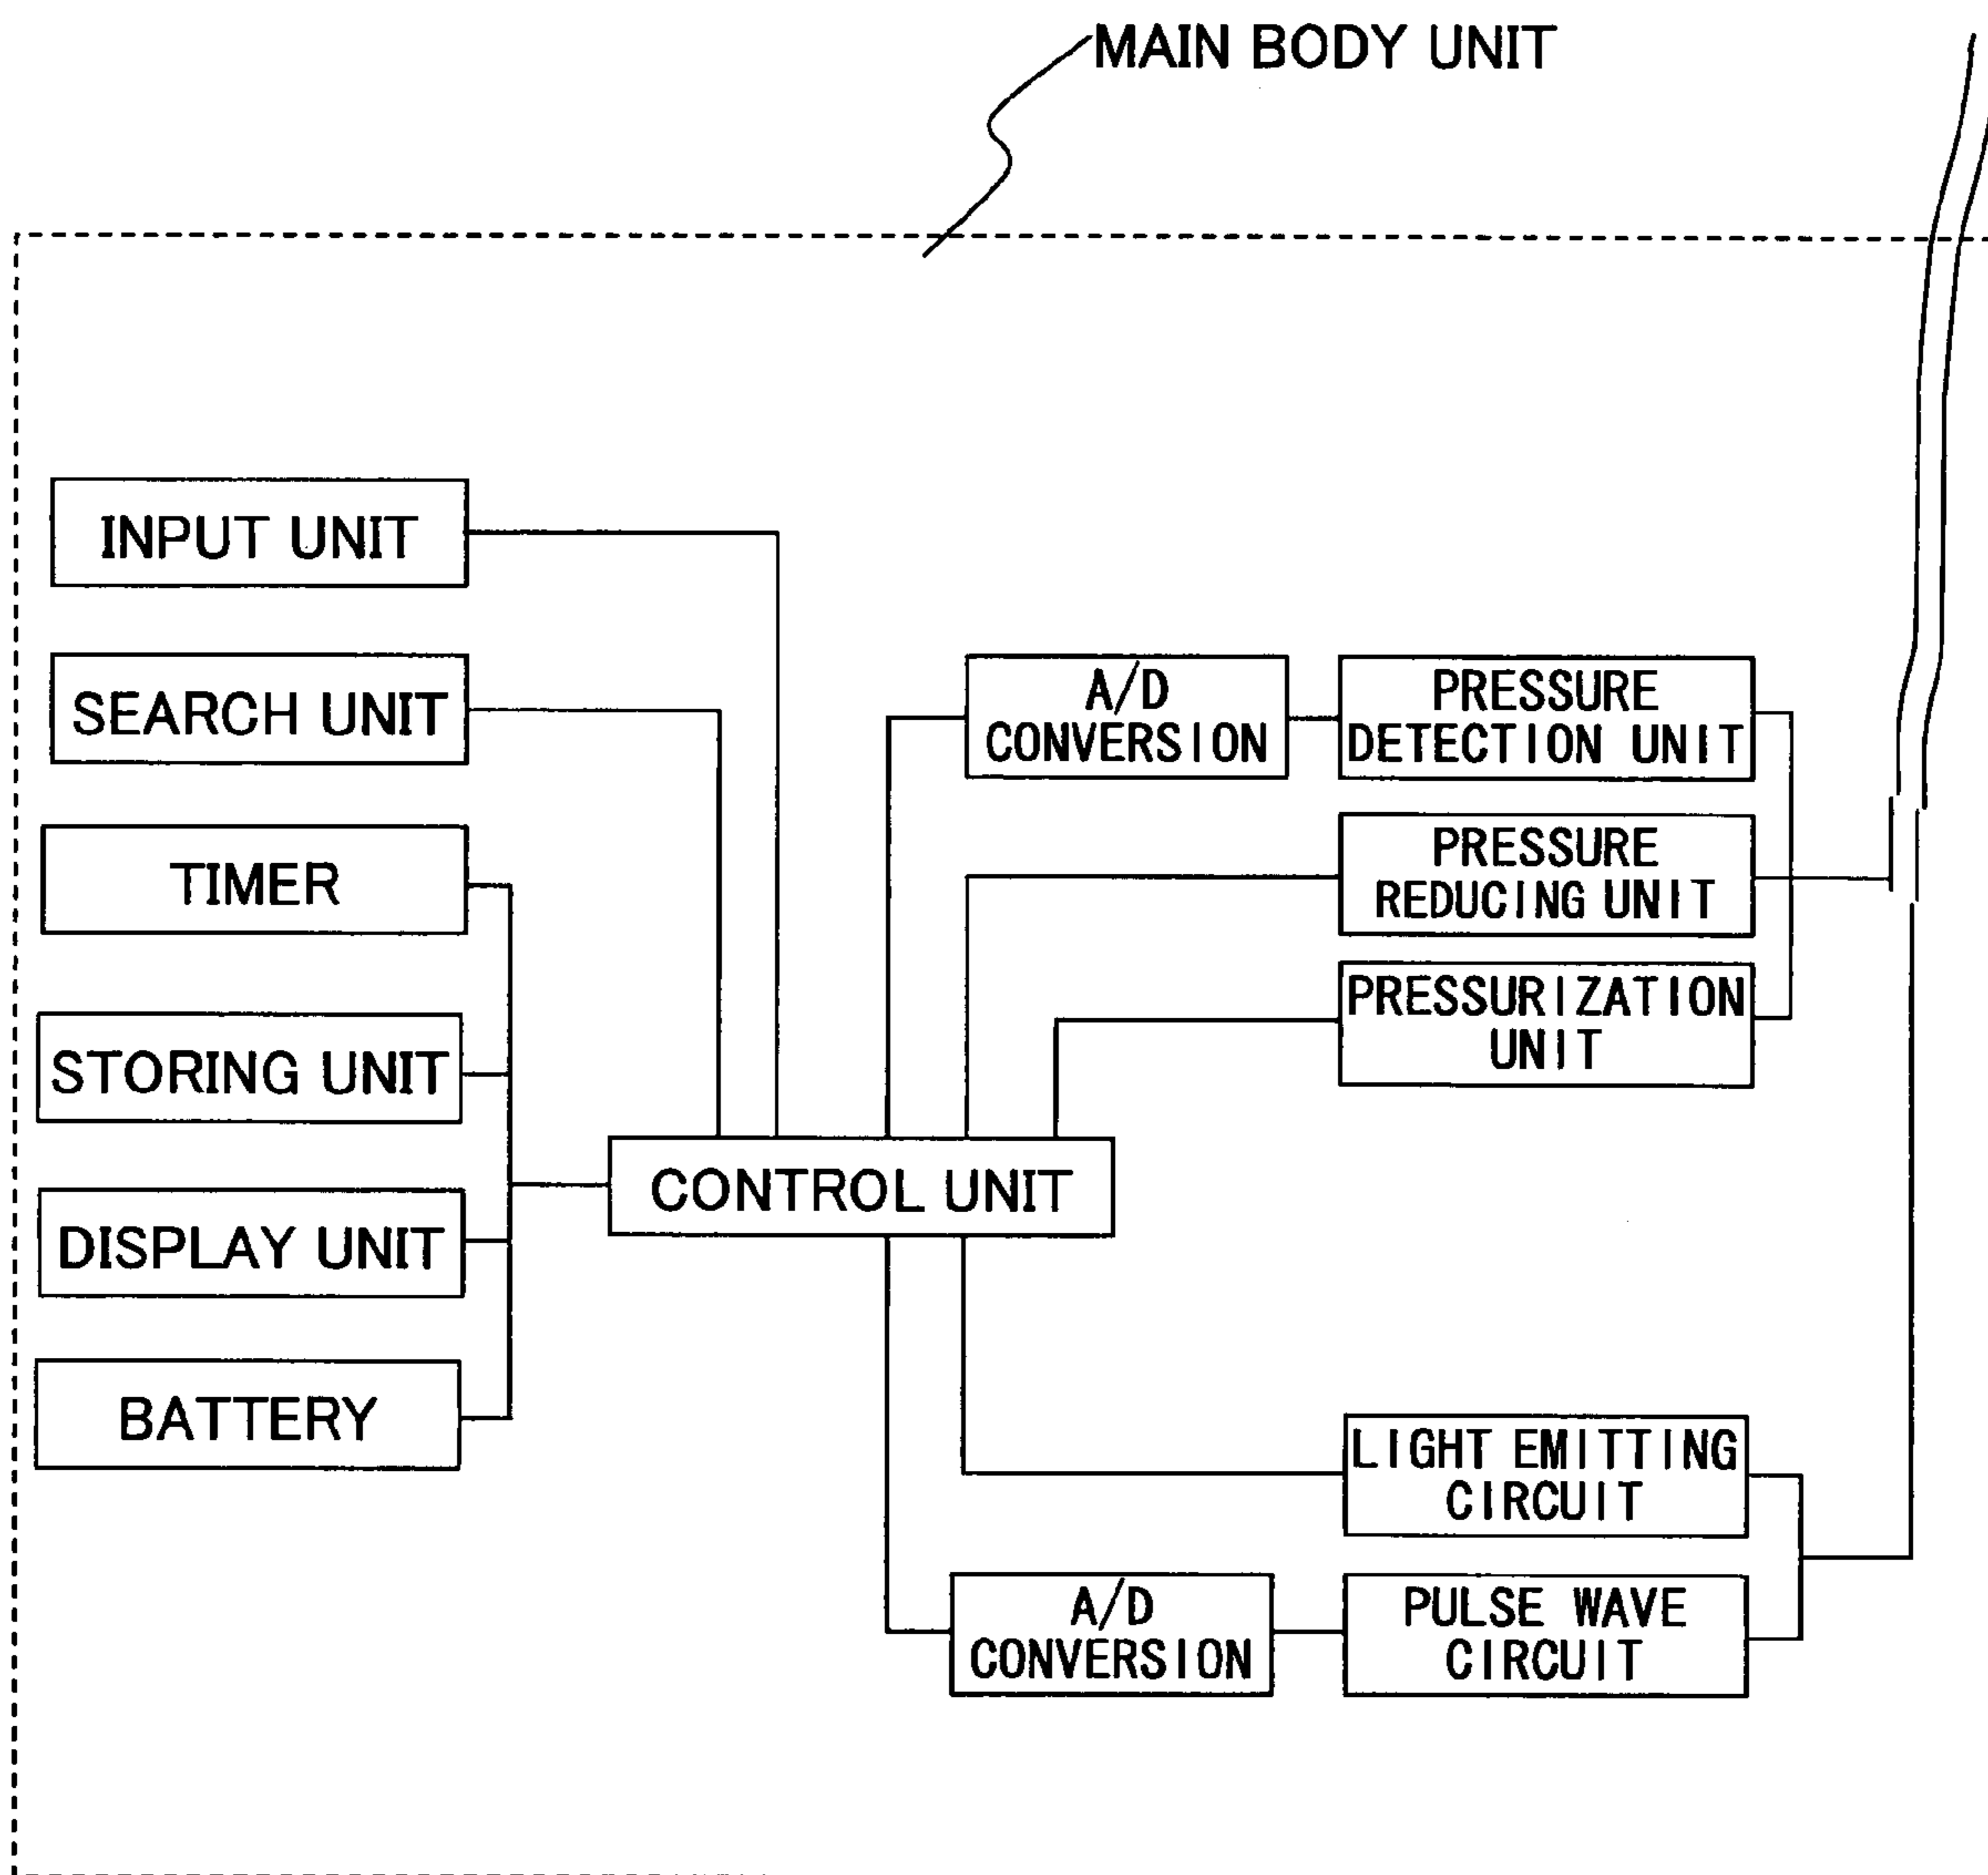 MAIN BODY UNIT
INPUT UNIT
SEARCH UNIT
TIMER
STORING UNIT
DISPLAY UNIT
BATTERY
CONTROL UNIT
A/D
CONVERSION
PRESSURE
DETECTION UNIT
PRESSURE
REDUCING UNIT
PRESSURIZATION
UNIT
LIGHT EMITTING
CIRCUIT
A/D
CONVERSION
PULSE WAVE
CIRCUIT